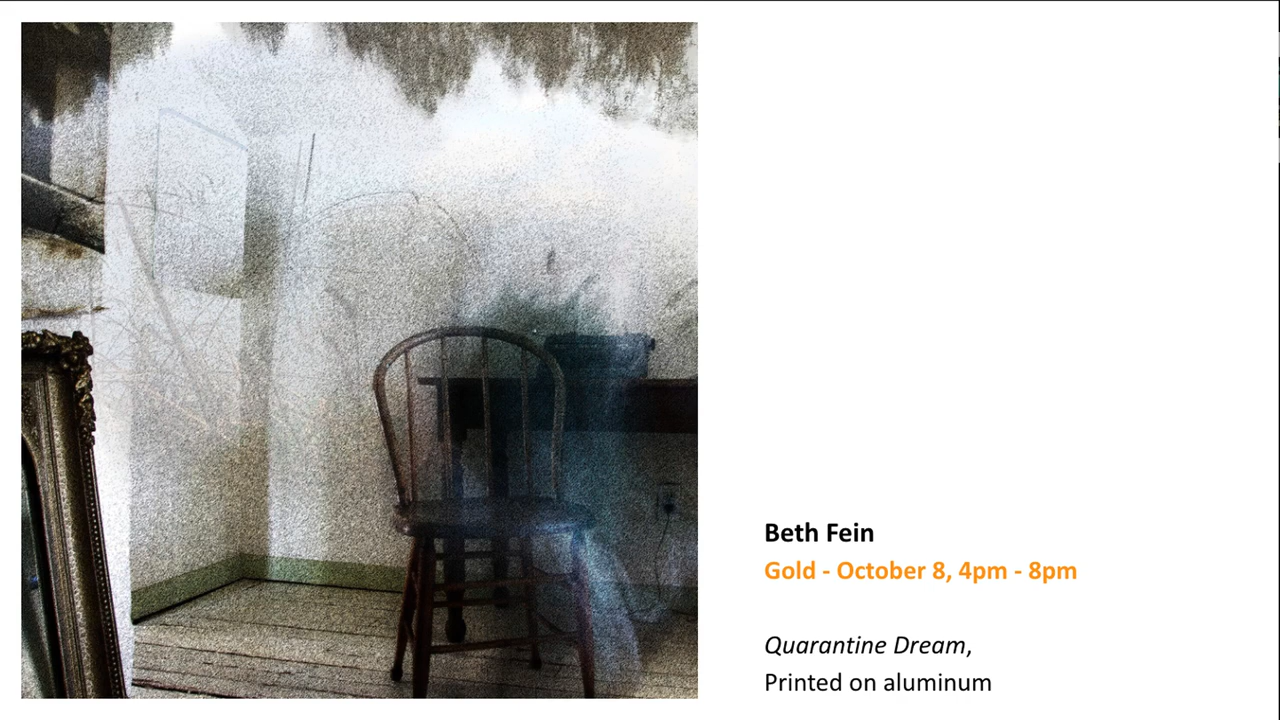 Beth Fein
Gold - October 8, 4pm - 8pm
Quarantine Dream,
Printed on aluminum